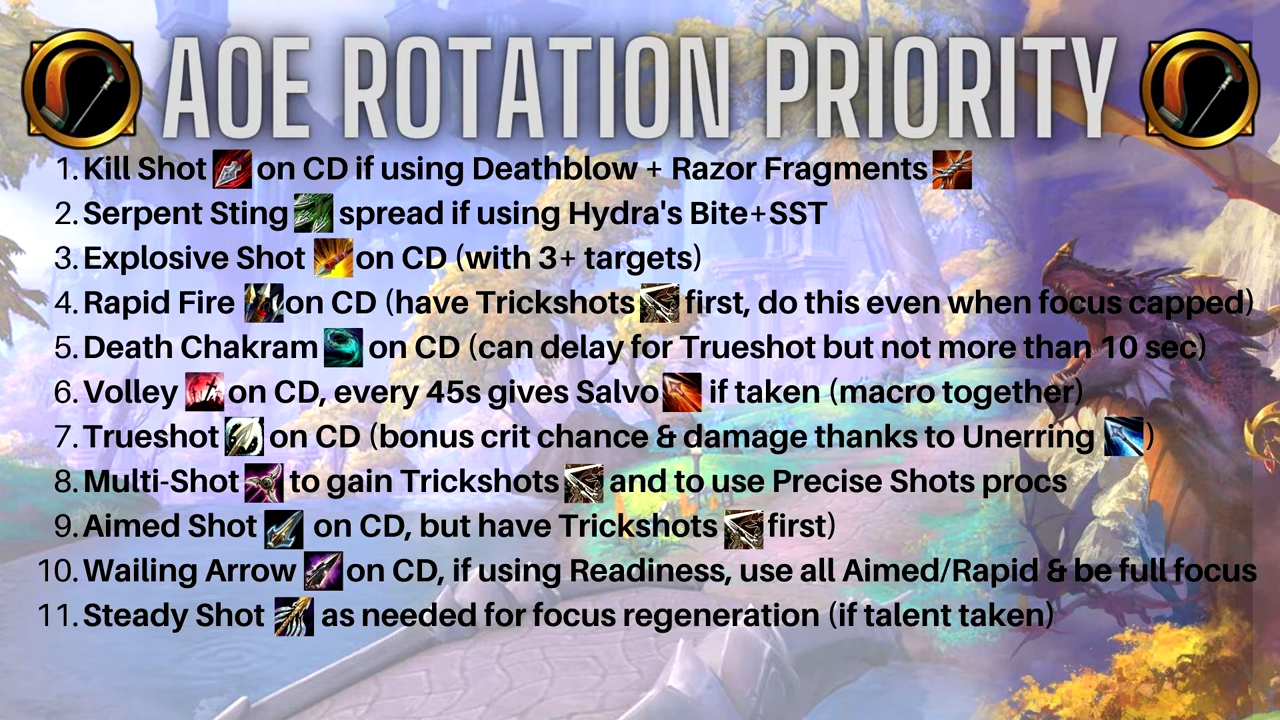 AOE ROTATION PRIORITY
1. Kill Shot on CD if using Deathblow + Razor Fragments
2. Serpent Sting spread if using Hydra's Bite+SST
3. Explosive Shot on CD (with 3+ targets)
4. Rapid Fire on CD (have Trickshots first, do this even when focus capped)
5. Death Chakram on CD (can delay for Trueshot but not more than 10 sec)
6. Volley on CD, every 45s gives Salvo if taken (macro together)
7. Trueshot on CD (bonus crit chance & damage thanks to Unerring )
8. Multi-Shot to gain Trickshots and to use Precise Shots procs
9. Aimed Shot on CD, but have Trickshots first)
10. Wailing Arrow on CD, if using Readiness, use all Aimed/Rapid & be full focus
11. Steady Shot as needed for focus regeneration (if talent taken)